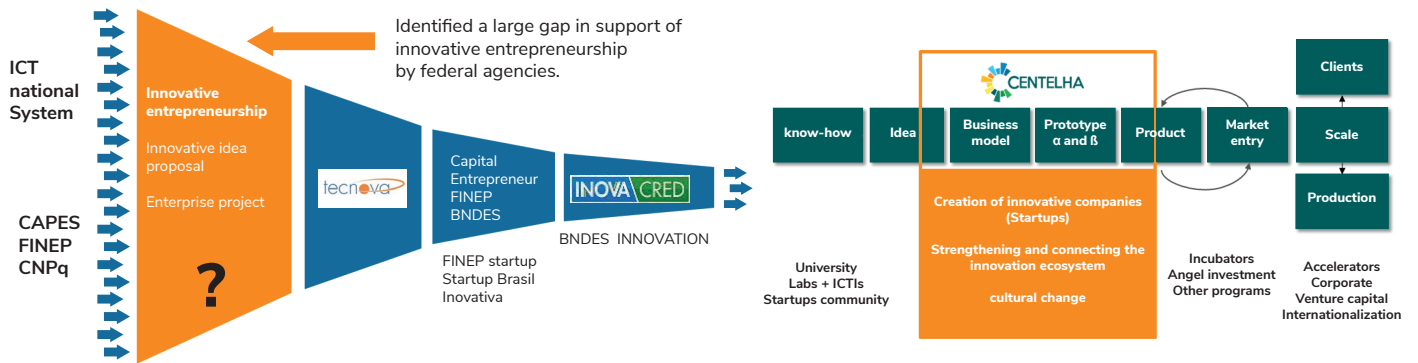 Identified a large gap in support of
innovative entrepreneurship
by federal agencies.
ICT
national
System
CAPES
FINEP
CNPq
Innovative
entrepreneurship
Innovative idea
proposal
Enterprise project
?
tecnova
Capital
Entrepreneur
FINEP
BNDES
FINEP startup
Startup Brasil
Inovativa
INOVACRED
BNDES INNOVATION
CENTELHA
know-how
Idea
Business
model
Prototype
α and ß
Product
Market
entry
Clients
Scale
Production
University
Labs + ICTIs
Startups community
Creation of innovative companies
(Startups)
Strengthening and connecting the
innovation ecosystem
cultural change
Incubators
Angel investment
Other programs
Accelerators
Corporate
Venture capital
Internationalization